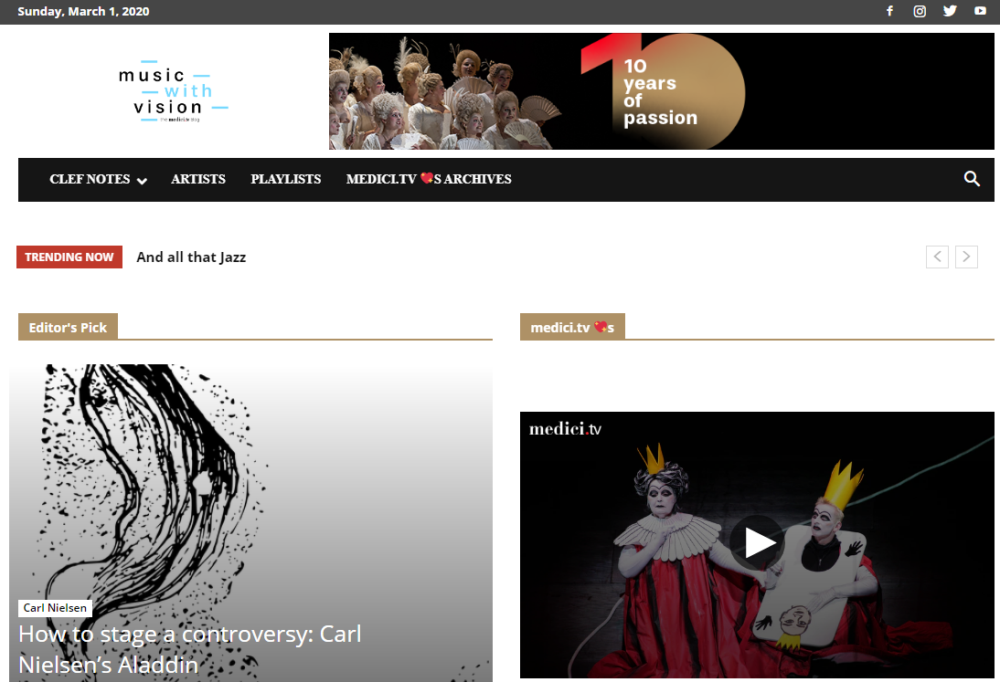 Sunday, March 1, 2020
music
with
vision
the medici.tv blog
10
years
of
passion
CLEF NOTES
ARTISTS
PLAYLISTS
MEDICI.TV 💖S ARCHIVES
TRENDING NOW
And all that Jazz
Editor's Pick
medici.tv 💖s
medici.tv
Carl Nielsen
How to stage a controversy: Carl
Nielsen’s Aladdin